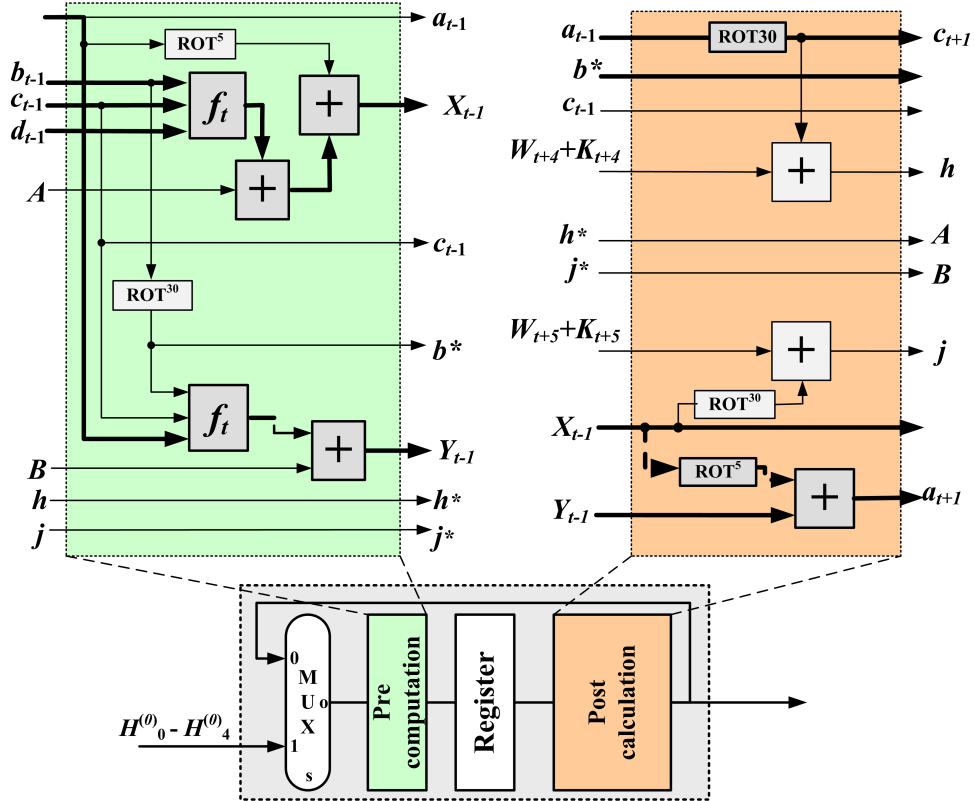 a_{t-1}
ROT^5
b_{t-1}
c_{t-1}
d_{t-1}
f_t
+
X_{t-1}
A
+
c_{t-1}
ROT^{30}
b*
f_t
B
+
Y_{t-1}
h
h*
j
j*
a_{t-1}
ROT30
c_{t+1}
b*
c_{t-1}
W_{t+4}+K_{t+4}
+
h
h*
A
j*
B
W_{t+5}+K_{t+5}
+
j
ROT^{30}
X_{t-1}
ROT^5
Y_{t-1}
+
a_{t+1}
0
M
U o
X
1
s
H^{(0)}_0 - H^{(0)}_4
Pre
computation
Register
Post
calculation